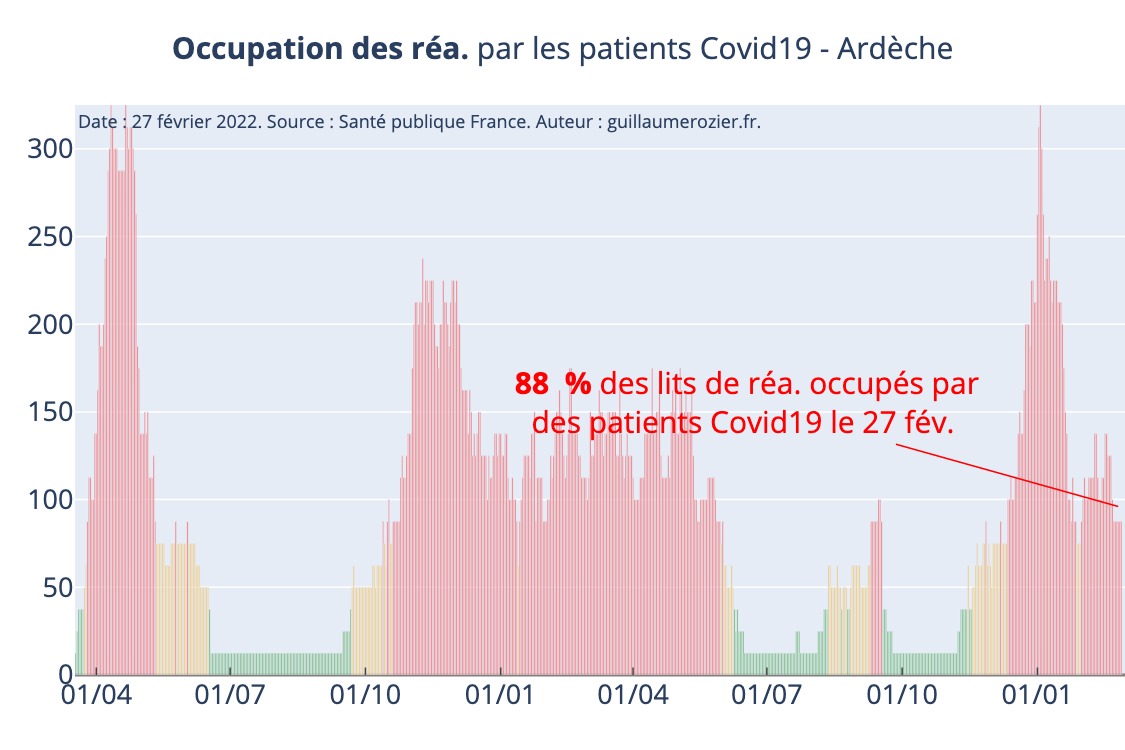 Occupation des réa. par les patients Covid19 - Ardèche
Date : 27 février 2022. Source : Santé publique France. Auteur : guillaumerozier.fr.
300
250
200
150
100
50
0
88 % des lits de réa. occupés par
des patients Covid19 le 27 fév.
01/04 01/07 01/10 01/01 01/04 01/07 01/10 01/01